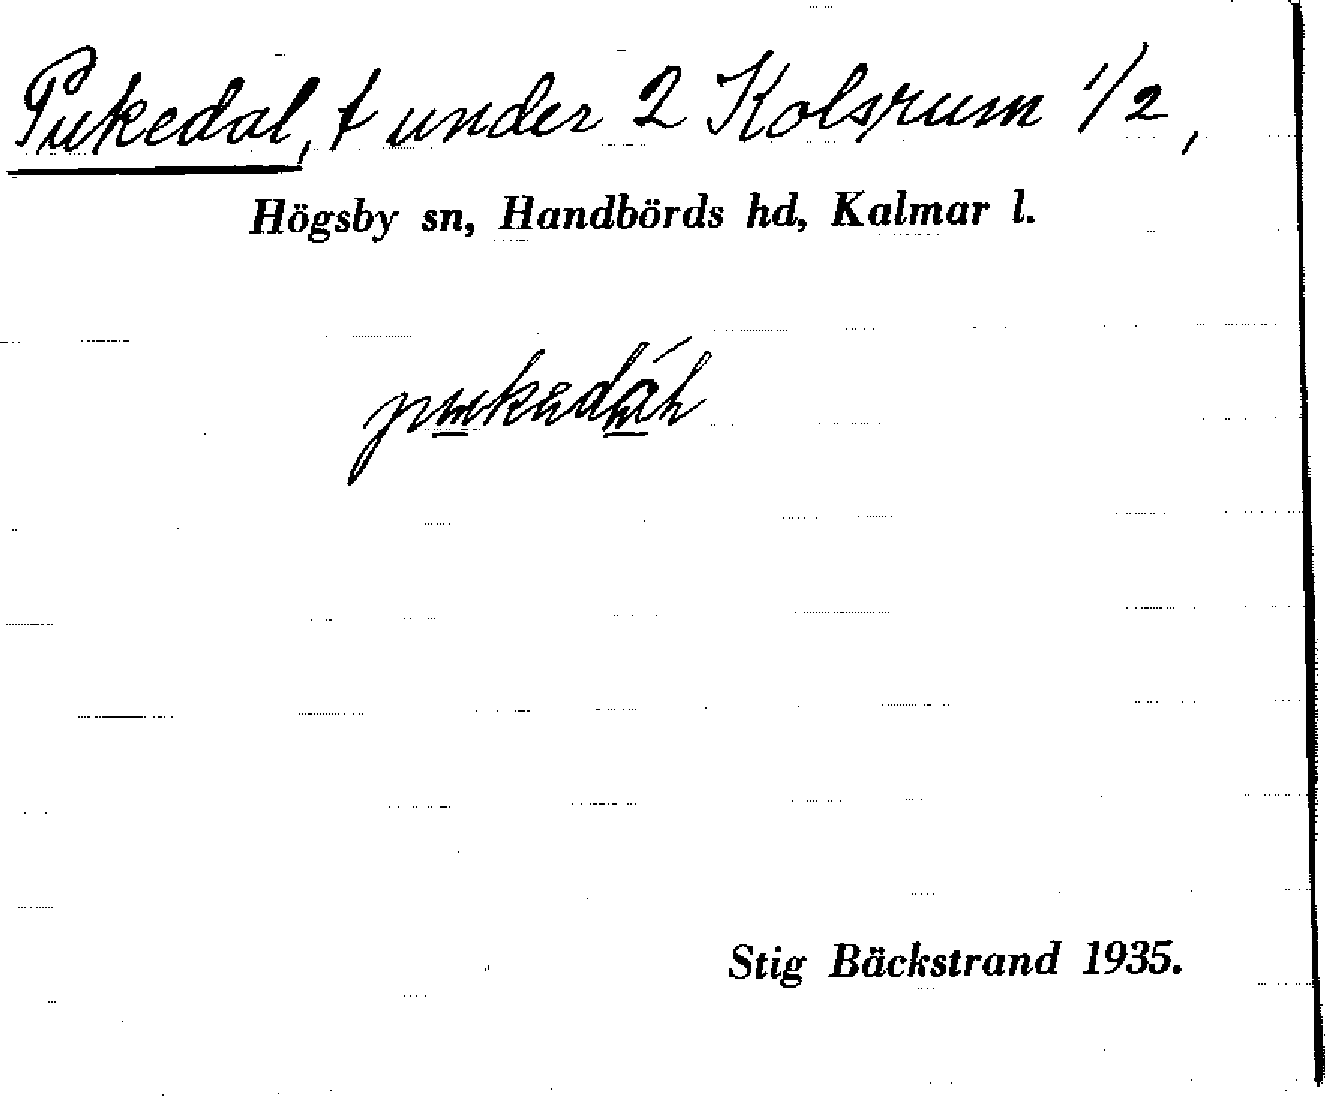 Pukedal, t under 2 Kolsrum 1/2,
Högsby sn, Handbörds hd, Kalmar l.
Stig Bäckstrand 1935.